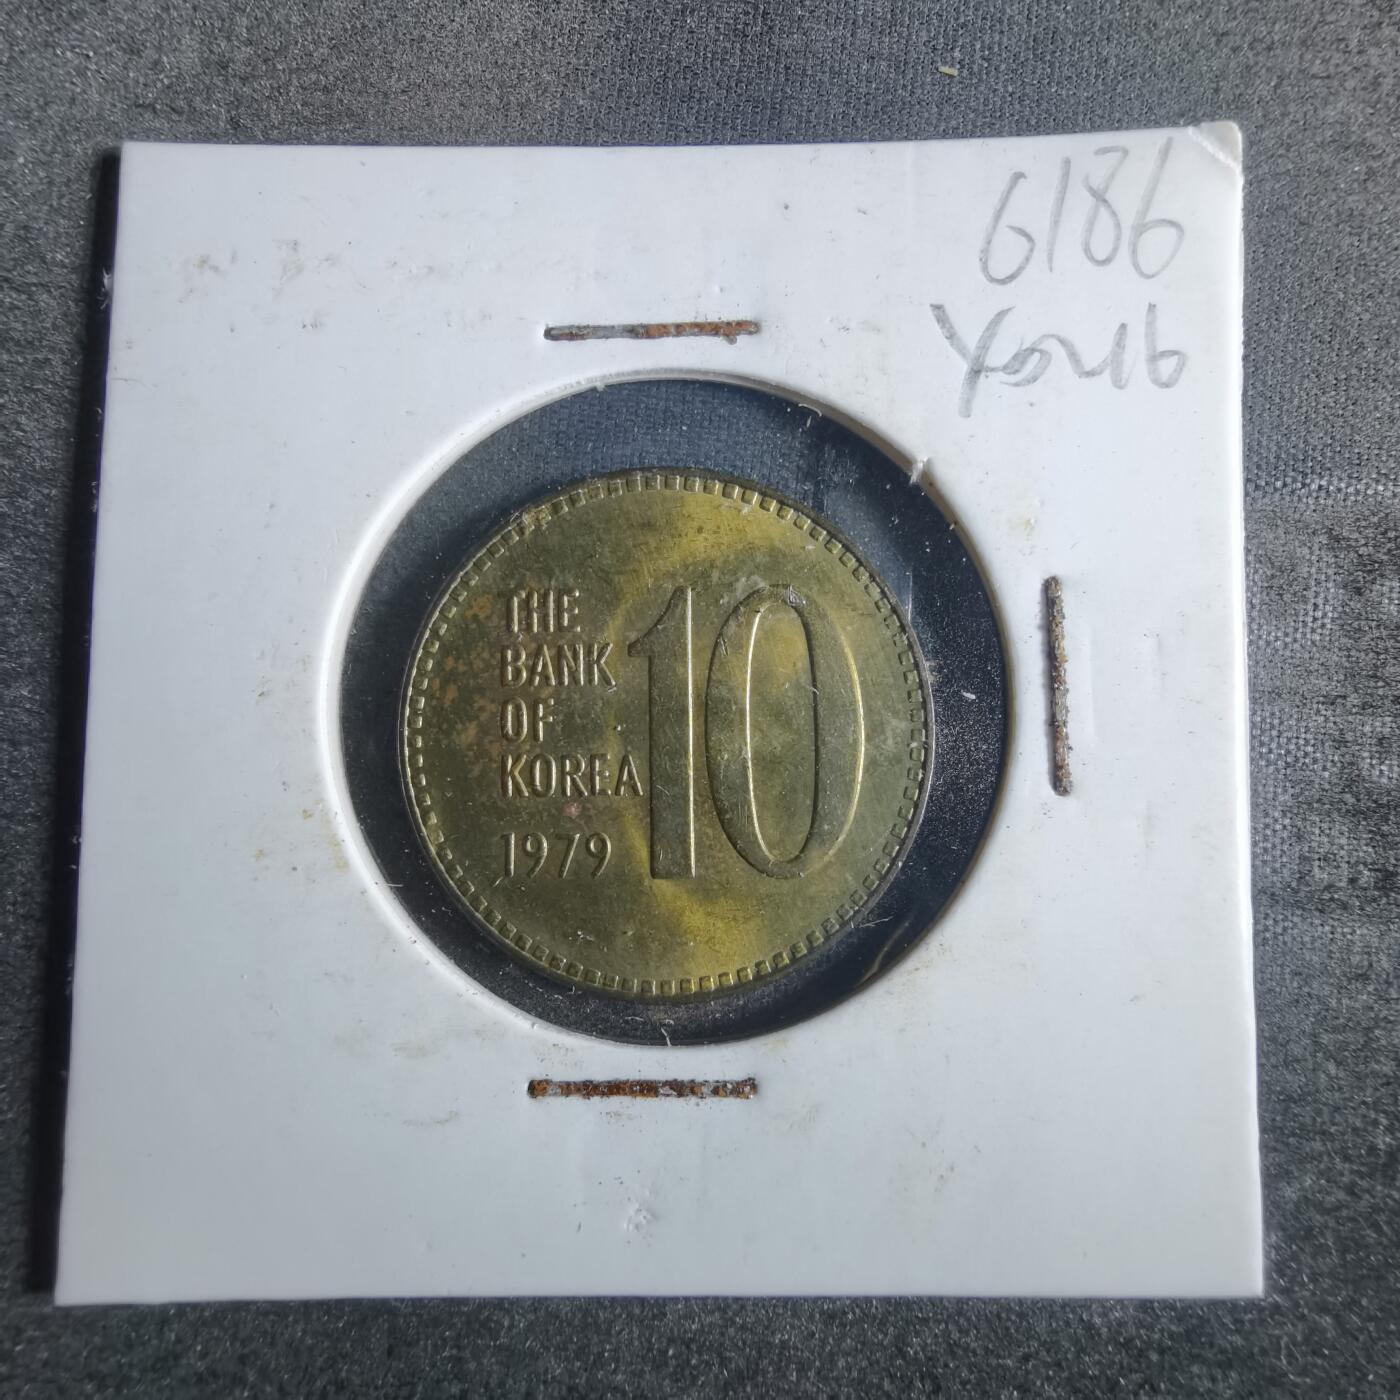 6186
THE
BANK
OF
KOREA
1979
10